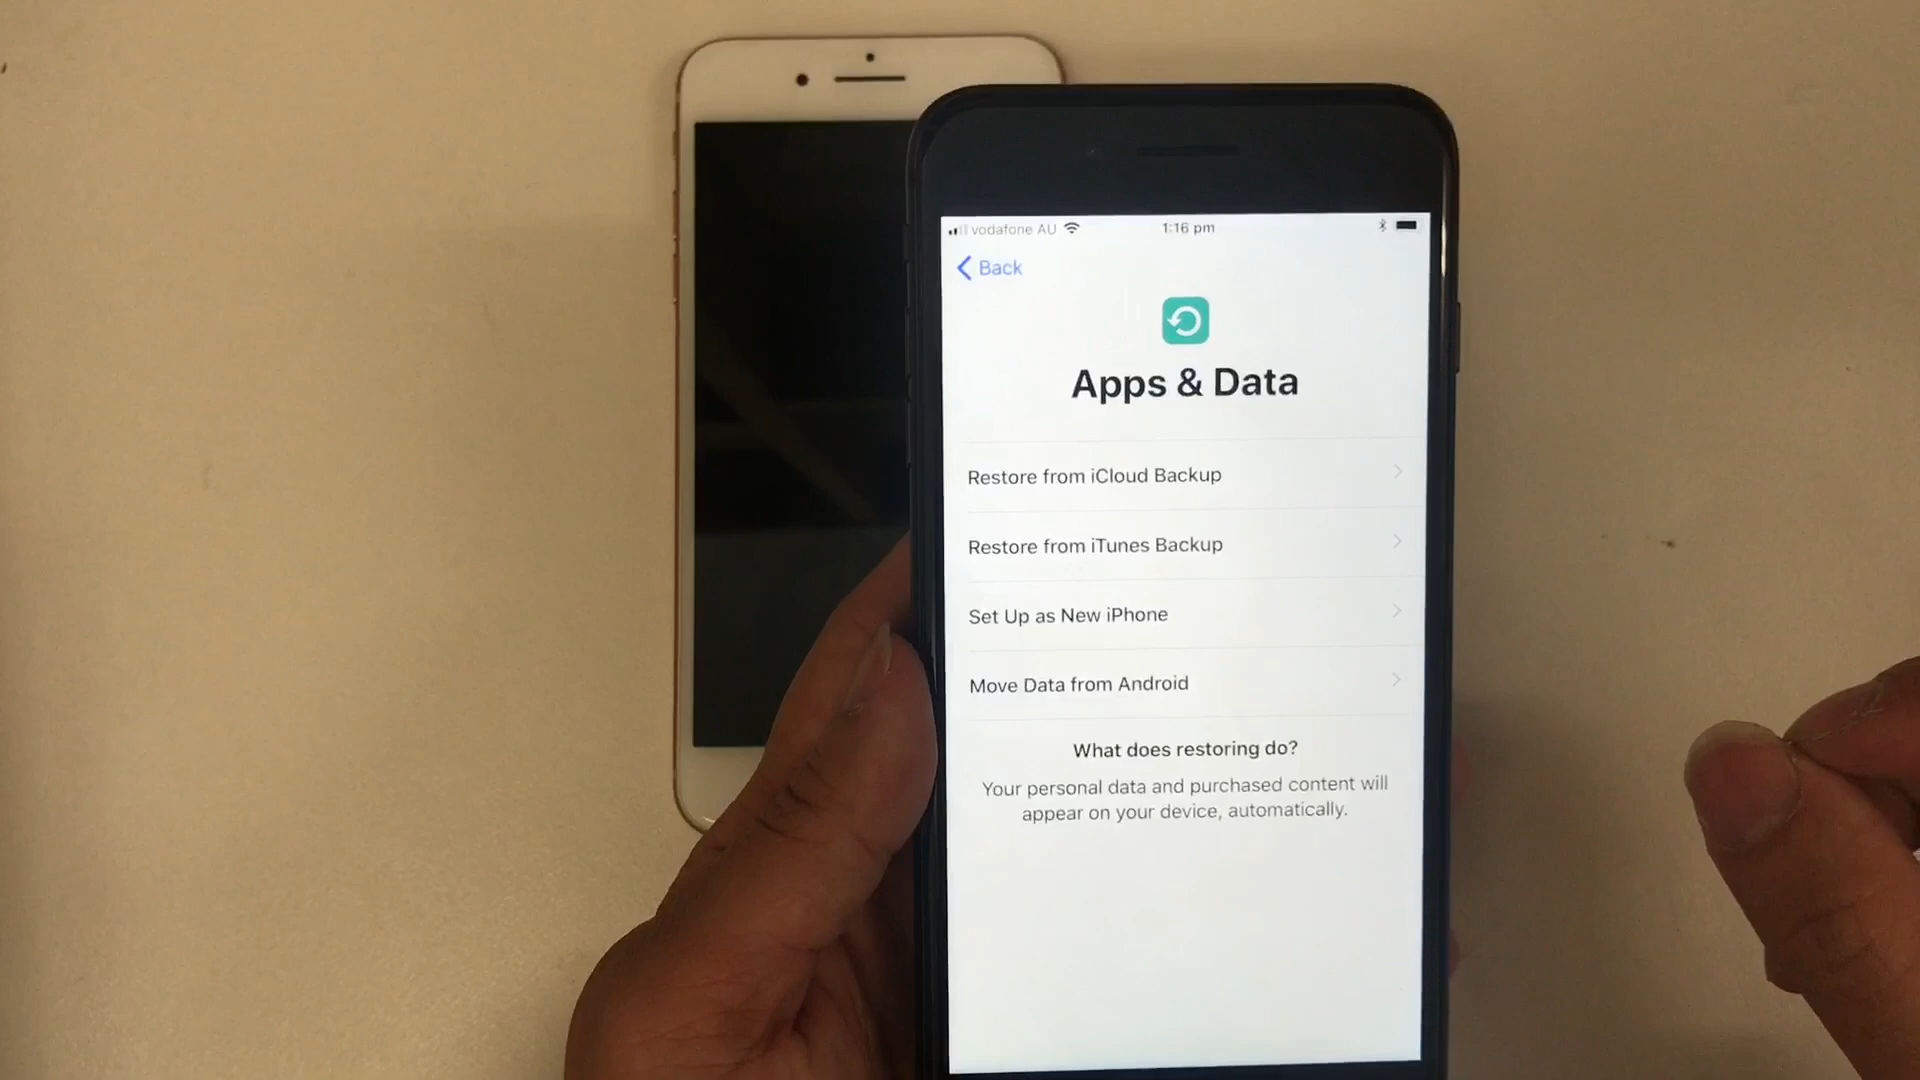 vodafone AU 1:16 pm
Back
Apps & Data
Restore from iCloud Backup
Restore from iTunes Backup
Set Up as New iPhone
Move Data from Android
What does restoring do?
Your personal data and purchased content will
appear on your device, automatically.